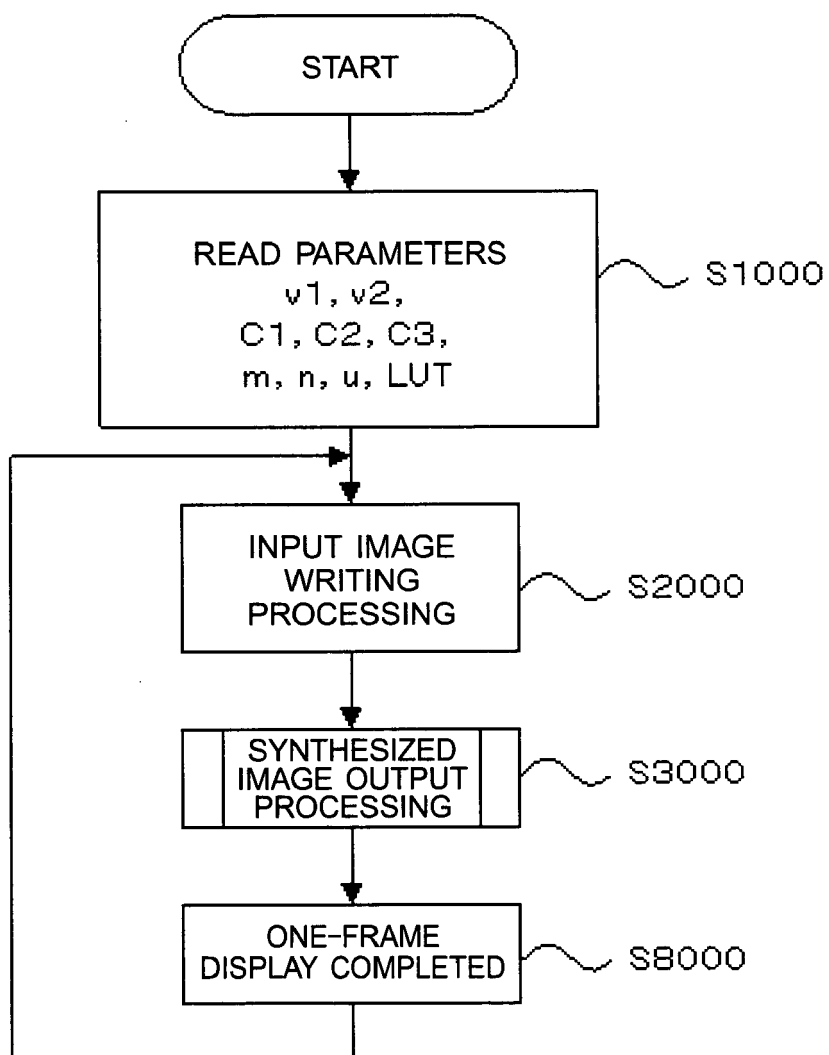 START
READ PARAMETERS
v1, v2,
C1, C2, C3,
m, n, u, LUT
S1000
INPUT IMAGE
WRITING
PROCESSING
S2000
SYNTHESIZED
IMAGE OUTPUT
PROCESSING
S3000
ONE-FRAME
DISPLAY COMPLETED
S8000